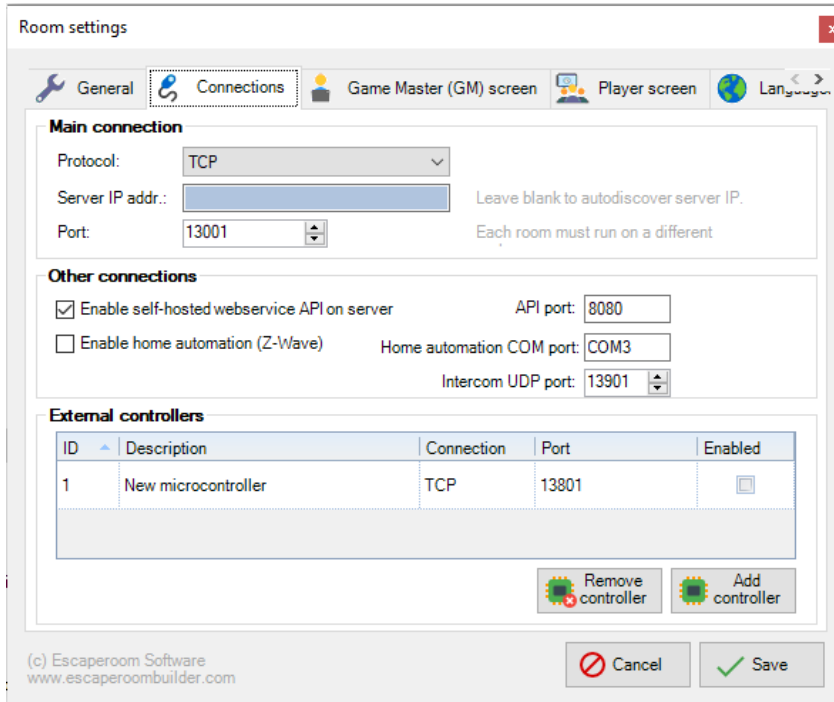 Room settings
General
Connections
Game Master (GM) screen
Player screen
Main connection
Protocol: TCP
Server IP addr.: Leave blank to autodiscover server IP.
Port: 13001 Each room must run on a different
Other connections
Enable self-hosted webservice API on server API port: 8080
Enable home automation (Z-Wave) Home automation COM port: COM3
Intercom UDP port: 13901
External controllers
ID Description Connection Port Enabled
1 New microcontroller TCP 13801
Remove
controller
Add
controller
(c) Escaperoom Software
www.escaperoombuilder.com
Cancel
Save